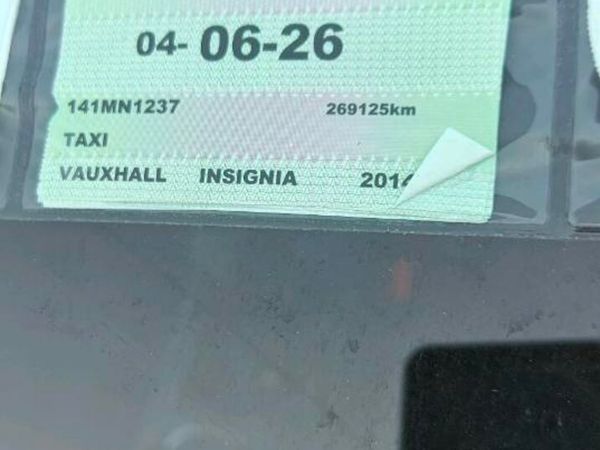 04- 06-26
141MN1237 269125km
TAXI
VAUXHALL INSIGNIA 2014